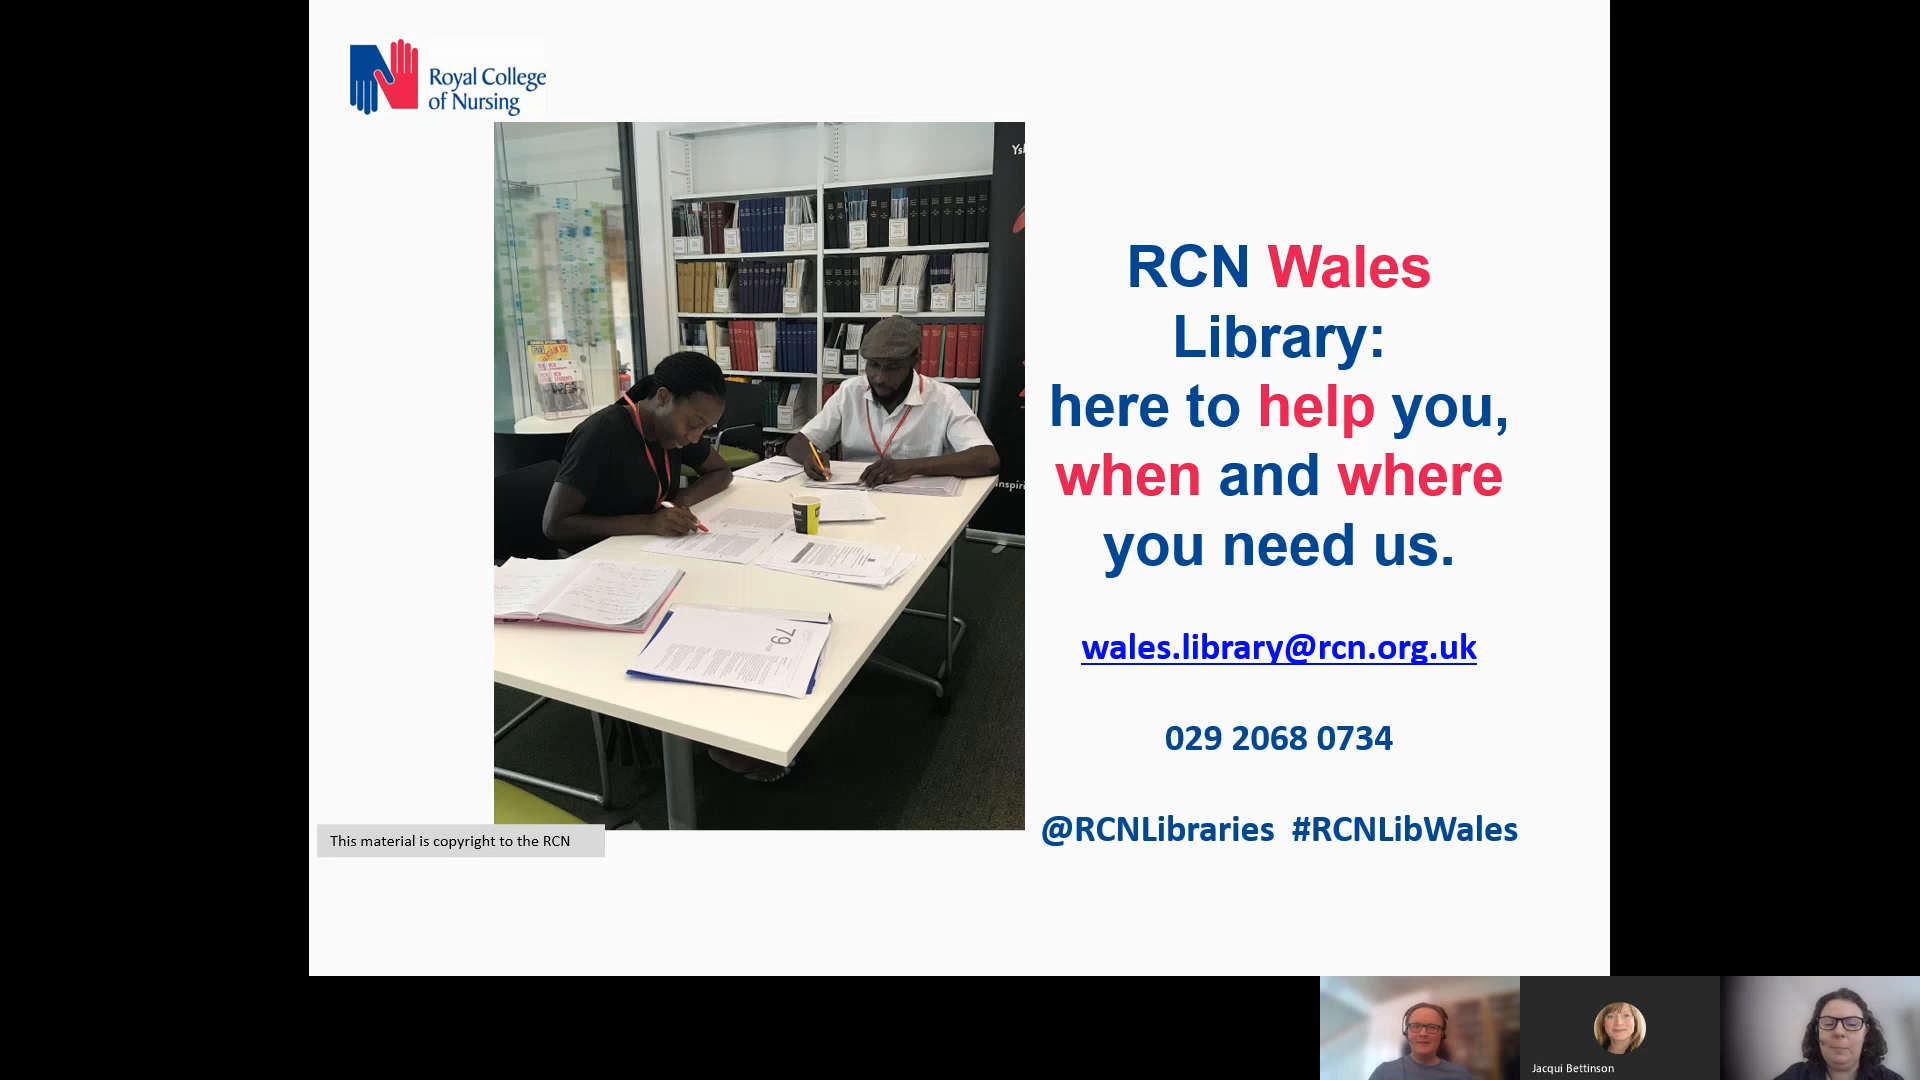 Royal College
of Nursing
RCN Wales
Library:
here to help you,
when and where
you need us.
wales.library@rcn.org.uk
029 2068 0734
@RCNLibraries #RCNLibWales
This material is copyright to the RCN
79
Jacqui Bettinson